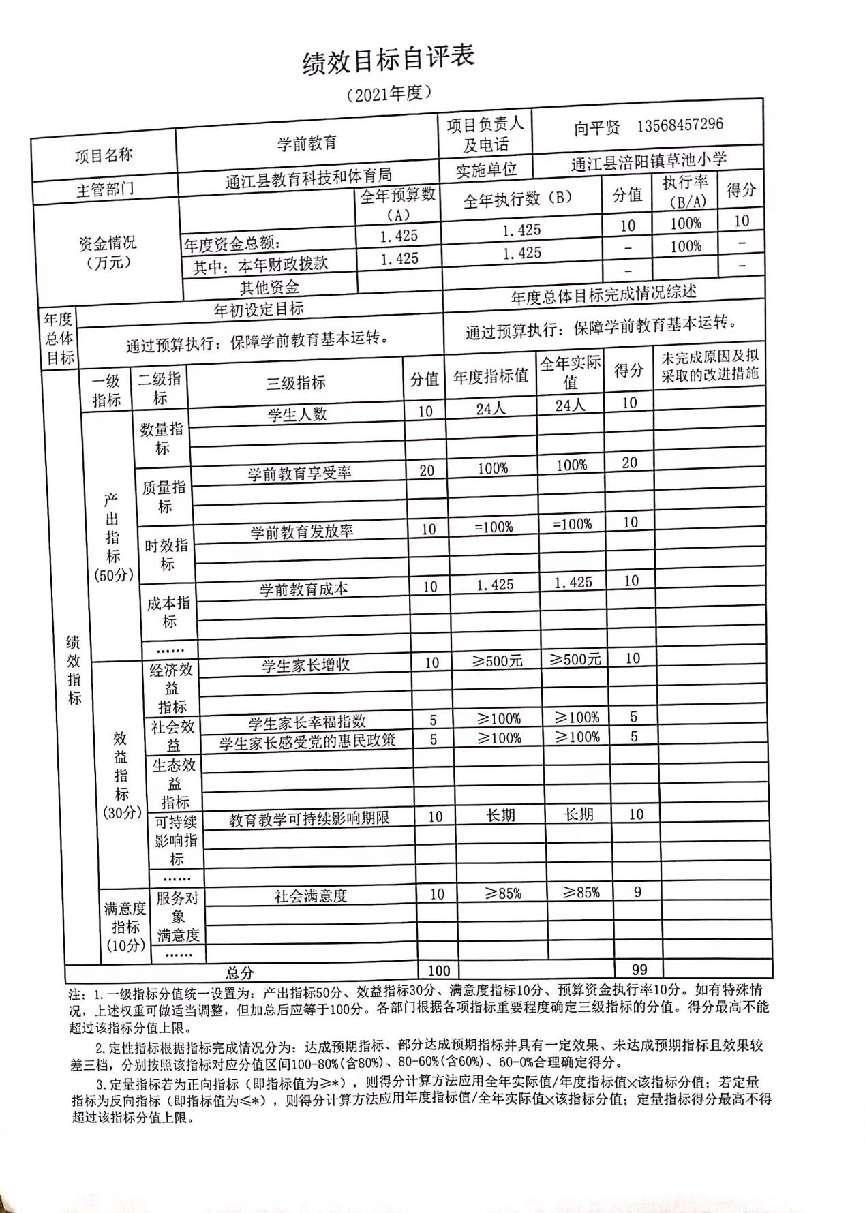 绩效目标自评表
(2021年度)
项目名称 学前教育 项目负责人及电话 向平贤 13568457296
主管部门 通江县教育科技和体育局 实施单位 通江县涪阳镇草池小学
资金情况(万元) 全年预算数(A) 全年执行数(B) 分值 执行率(B/A) 得分
年度资金总额: 1.425 1.425 10 100% 10
其中:本年财政拨款 1.425 1.425 - 100% -
其他资金 - -
年度总体目标 年初设定目标 年度总体目标完成情况综述
通过预算执行:保障学前教育基本运转。 通过预算执行:保障学前教育基本运转。
绩效指标 一级指标 二级指标 三级指标 分值 年度指标值 全年实际值 得分 未完成原因及拟采取的改进措施
产出指标(50分) 数量指标 学生人数 10 24人 24人 10
质量指标 学前教育享受率 20 100% 100% 20
时效指标 学前教育发放率 10 =100% =100% 10
成本指标 学前教育成本 10 1.425 1.425 10
……
效益指标(30分) 经济效益指标 学生家长增收 10 ≥500元 ≥500元 10
社会效益 学生家长幸福指数 5 ≥100% ≥100% 5
学生家长感受党的惠民政策 5 ≥100% ≥100% 5
生态效益指标
可持续影响指标 教育教学可持续影响期限 10 长期 长期 10
……
满意度指标(10分) 服务对象满意度 社会满意度 10 ≥85% ≥85% 9
……
总分 100 99
注:1.一级指标分值统一设置为:产出指标50分、效益指标30分、满意度指标10分、预算资金执行率10分。如有特殊情
况,上述权重可做适当调整,但加总后应等于100分。各部门根据各项指标重要程度确定三级指标的分值。得分最高不能
超过该指标分值上限。
2.定性指标根据指标完成情况分为:达成预期指标、部分达成预期指标并具有一定效果、未达成预期指标且效果较
差三档,分别按照该指标对应分值区间100-80%(含80%)、80-60%(含60%)、60-0%合理确定得分。
3.定量指标若为正向指标(即指标值为≥*),则得分计算方法应用全年实际值/年度指标值×该指标分值;若定量
指标为反向指标(即指标值为≤*),则得分计算方法应用年度指标值/全年实际值×该指标分值;定量指标得分最高不得
超过该指标分值上限。